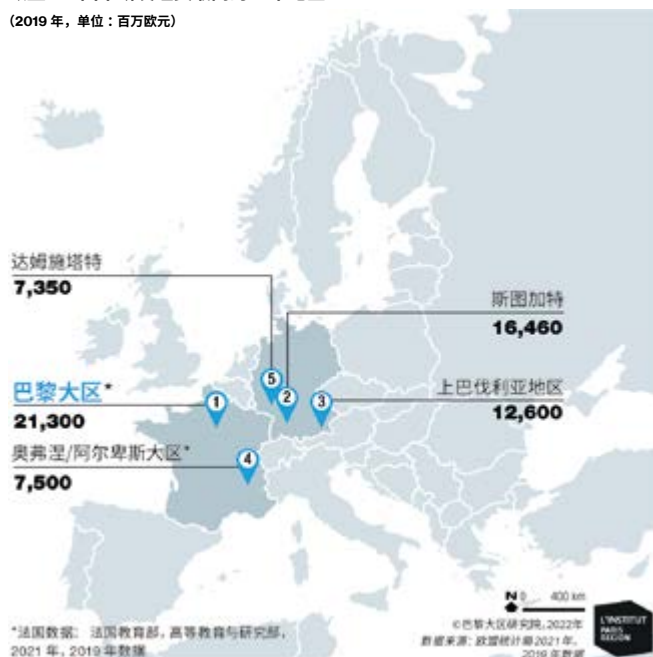 （2019 年，单位：百万欧元）
达姆施塔特
7,350
斯图加特
16,460
巴黎大区*
21,300
上巴伐利亚地区
12,600
奥弗涅/阿尔卑斯大区*
7,500
5
2
1
3
4
N 0 400 km
*法国数据： 法国教育部，高等教育与研究部，
2021 年，2019 年数据
©巴黎大区研究院，2022年
数据来源：欧盟统计局2021年，
2019 年数据
L'INSTITUT
PARIS
REGION